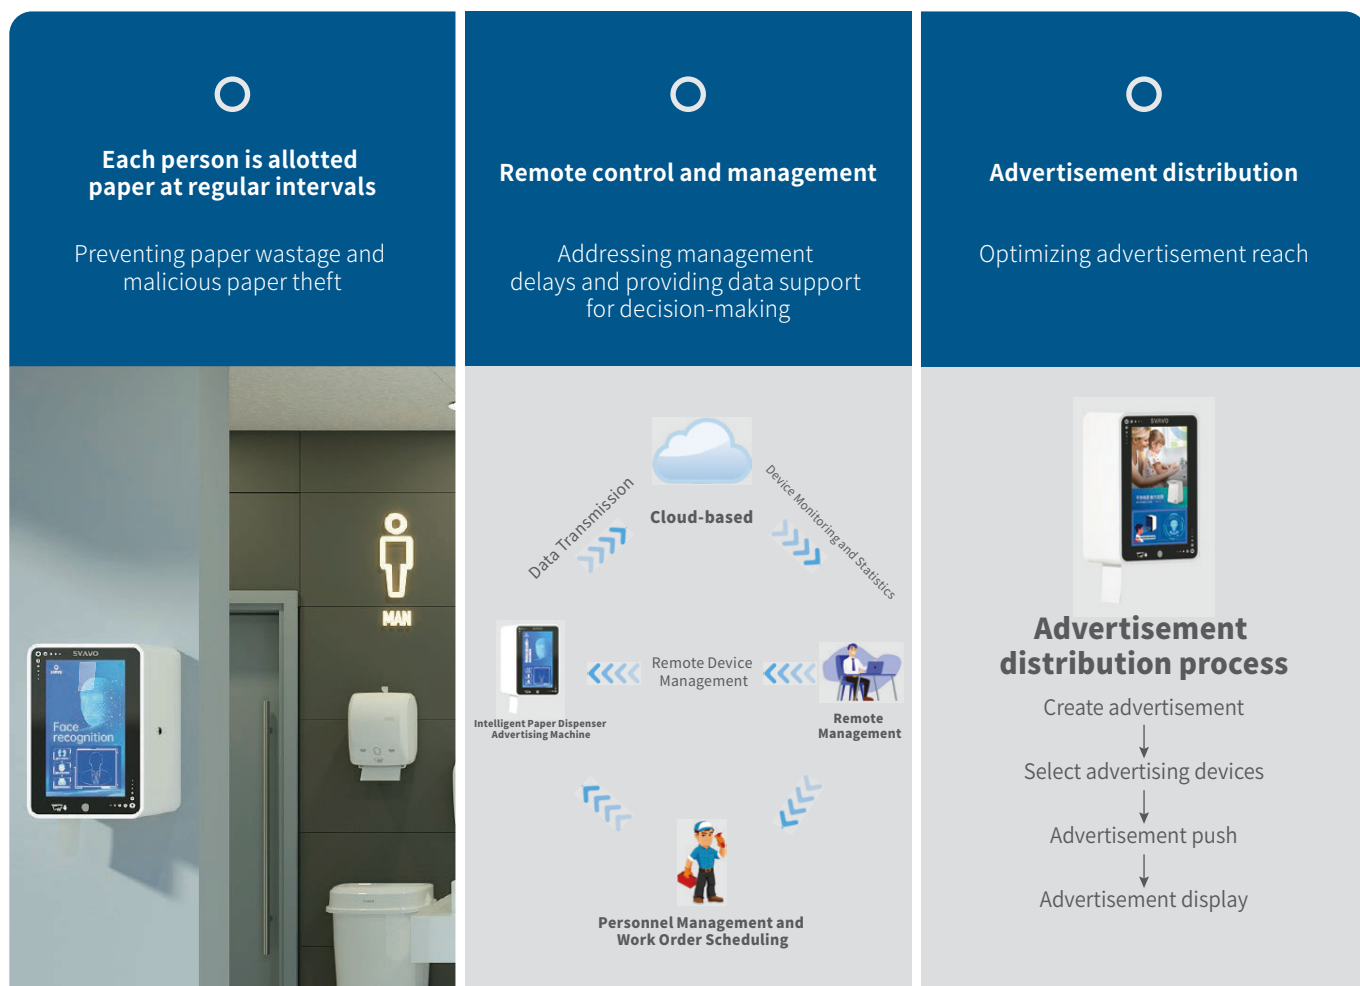 Each person is allotted
paper at regular intervals
Preventing paper wastage and
malicious paper theft
SVAVO
Face
recognition
MAN
Remote control and management
Addressing management
delays and providing data support
for decision-making
Cloud-based
Data Transmission
Device Monitoring and Statistics
Remote Device
Management
Intelligent Paper Dispenser
Advertising Machine
Remote
Management
Personnel Management and
Work Order Scheduling
Advertisement distribution
Optimizing advertisement reach
SVAVO
Advertisement
distribution process
Create advertisement
Select advertising devices
Advertisement push
Advertisement display